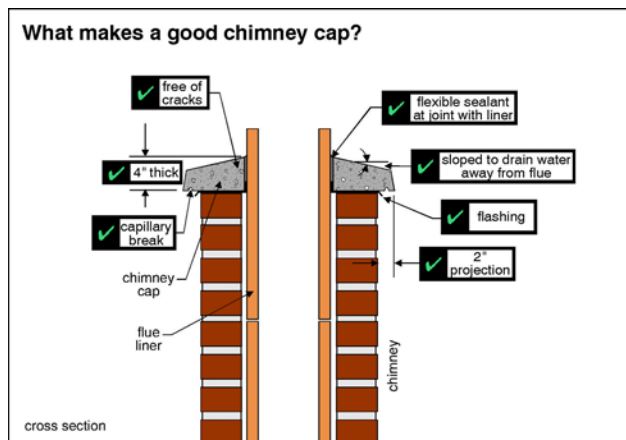 What makes a good chimney cap?
free of
cracks
flexible sealant
at joint with liner
4" thick
sloped to drain water
away from flue
capillary
break
flashing
2"
projection
chimney
cap
flue
liner
chimney
cross section